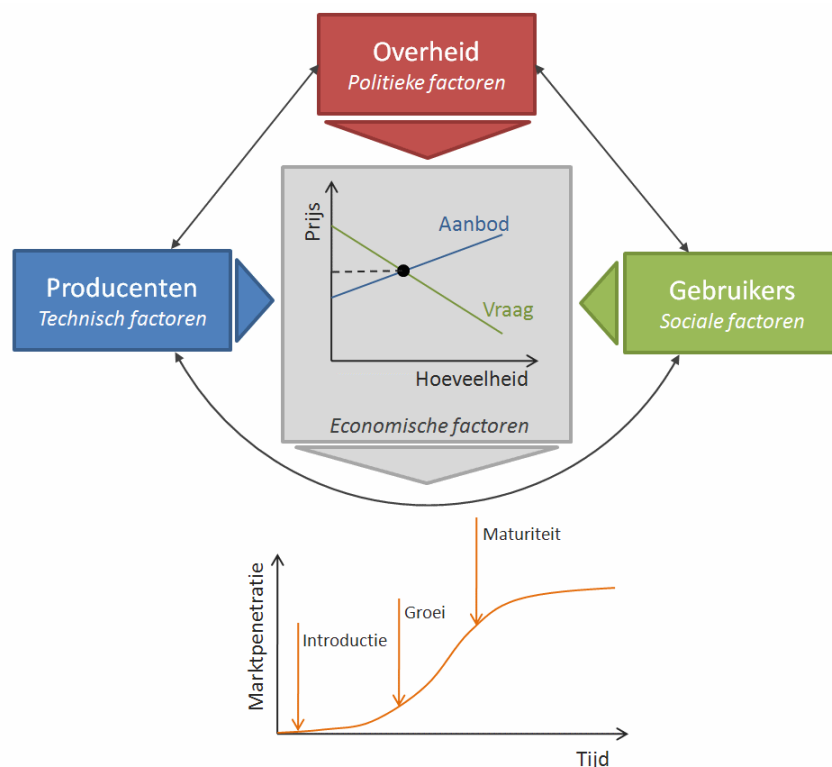 Overheid
Politieke factoren
Prijs
Aanbod
Producenten
Technisch factoren
Gebruikers
Sociale factoren
Vraag
Hoeveelheid
Economische factoren
Maturiteit
Marktpenetratie
Groei
Introductie
Tijd